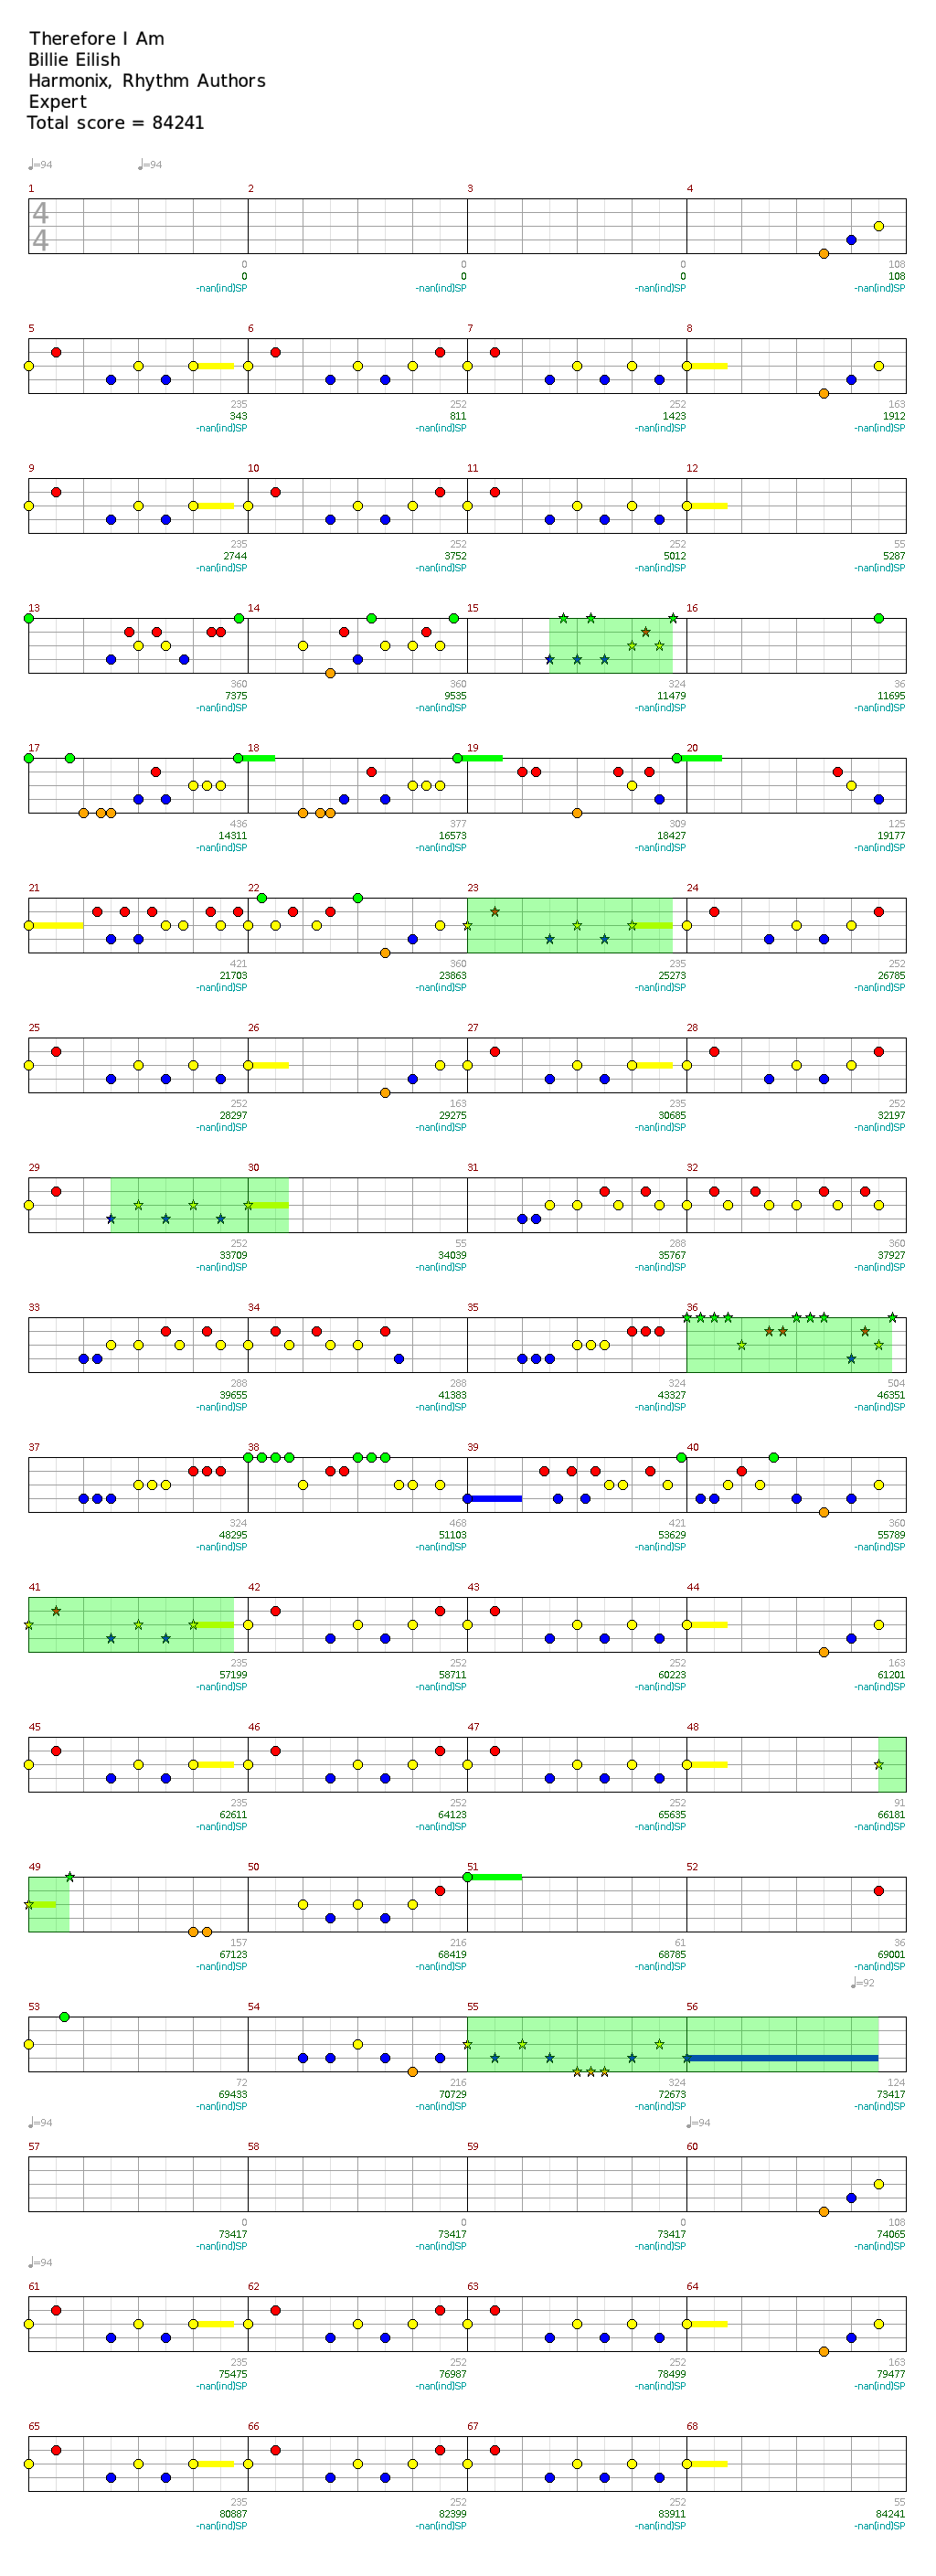 Therefore I Am
Billie Eilish
Harmonix, Rhythm Authors
Expert
Total score = 84241
♩=94 ♩=94
1 2 3 4
4
4
0 0 0 108
0 0 0 108
-nan(ind)SP -nan(ind)SP -nan(ind)SP -nan(ind)SP
5 6 7 8
235 252 252 163
343 811 1423 1912
-nan(ind)SP -nan(ind)SP -nan(ind)SP -nan(ind)SP
9 10 11 12
235 252 252 55
2744 3752 5012 5287
-nan(ind)SP -nan(ind)SP -nan(ind)SP -nan(ind)SP
13 14 15 16
360 360 324 36
7375 9535 11479 11695
-nan(ind)SP -nan(ind)SP -nan(ind)SP -nan(ind)SP
17 18 19 20
436 377 309 125
14311 16573 18427 19177
-nan(ind)SP -nan(ind)SP -nan(ind)SP -nan(ind)SP
21 22 23 24
421 360 235 252
21703 23863 25273 26785
-nan(ind)SP -nan(ind)SP -nan(ind)SP -nan(ind)SP
25 26 27 28
252 163 235 252
28297 29275 30685 32197
-nan(ind)SP -nan(ind)SP -nan(ind)SP -nan(ind)SP
29 30 31 32
252 55 288 360
33709 34039 35767 37927
-nan(ind)SP -nan(ind)SP -nan(ind)SP -nan(ind)SP
33 34 35 36
288 288 324 504
39655 41383 43327 46351
-nan(ind)SP -nan(ind)SP -nan(ind)SP -nan(ind)SP
37 38 39 40
324 468 421 360
48295 51103 53629 55789
-nan(ind)SP -nan(ind)SP -nan(ind)SP -nan(ind)SP
41 42 43 44
235 252 252 163
57199 58711 60223 61201
-nan(ind)SP -nan(ind)SP -nan(ind)SP -nan(ind)SP
45 46 47 48
235 252 252 91
62611 64123 65635 66181
-nan(ind)SP -nan(ind)SP -nan(ind)SP -nan(ind)SP
49 50 51 52
157 216 61 36
67123 68419 68785 69001
-nan(ind)SP -nan(ind)SP -nan(ind)SP -nan(ind)SP
♩=92
53 54 55 56
72 216 324 124
69433 70729 72673 73417
-nan(ind)SP -nan(ind)SP -nan(ind)SP -nan(ind)SP
♩=94 ♩=94
57 58 59 60
0 0 0 108
73417 73417 73417 74065
-nan(ind)SP -nan(ind)SP -nan(ind)SP -nan(ind)SP
♩=94
61 62 63 64
235 252 252 163
75475 76987 78499 79477
-nan(ind)SP -nan(ind)SP -nan(ind)SP -nan(ind)SP
65 66 67 68
235 252 252 55
80887 82399 83911 84241
-nan(ind)SP -nan(ind)SP -nan(ind)SP -nan(ind)SP